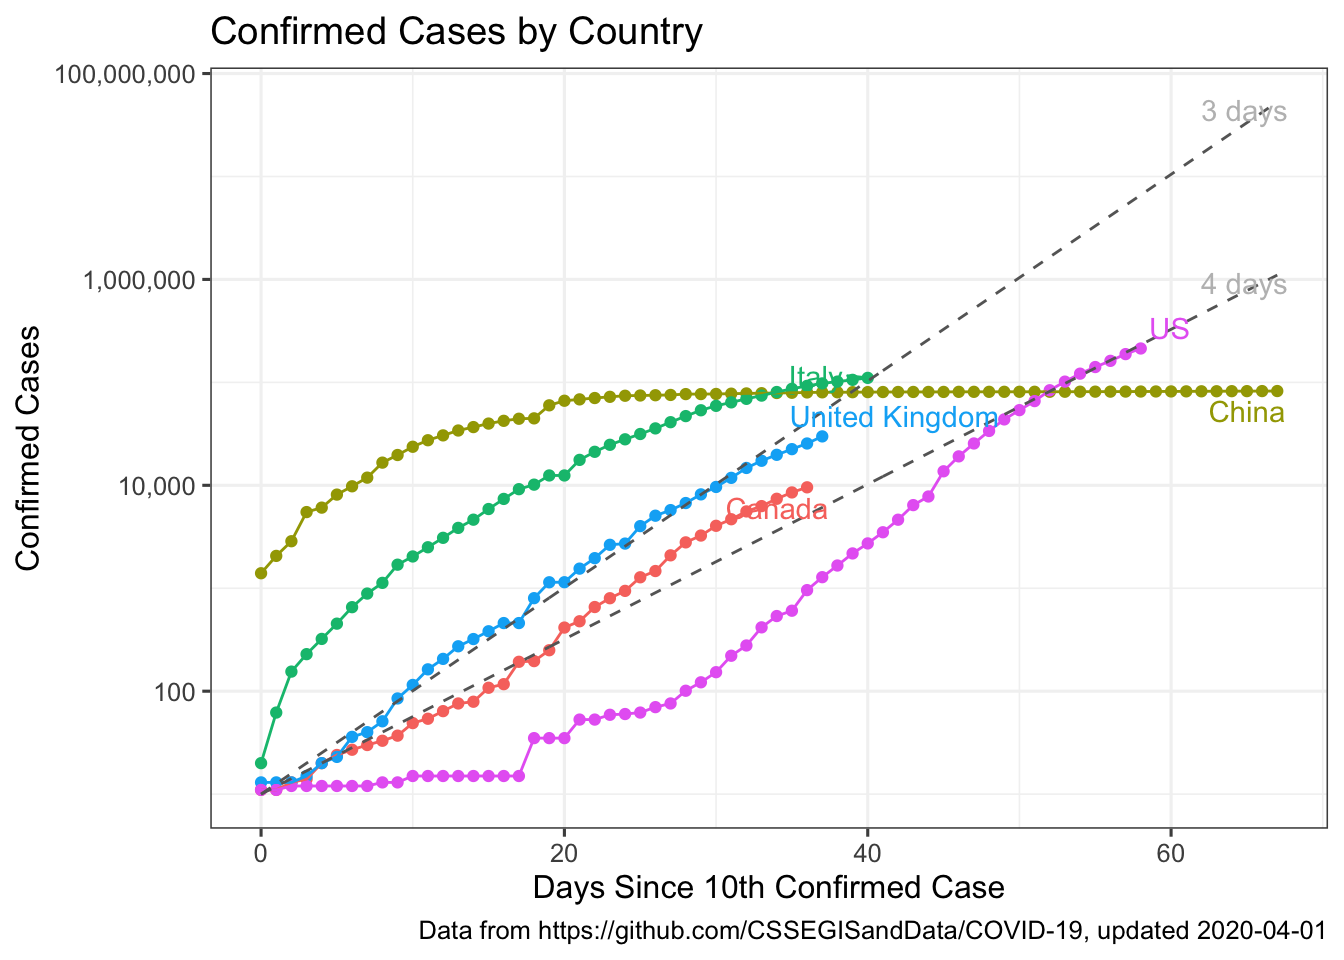 Confirmed Cases by Country
100,000,000
3 days
1,000,000
4 days
US
Italy
China
United Kingdom
10,000
Canada
100
Confirmed Cases
0 20 40 60
Days Since 10th Confirmed Case
Data from https://github.com/CSSEGISandData/COVID-19, updated 2020-04-01